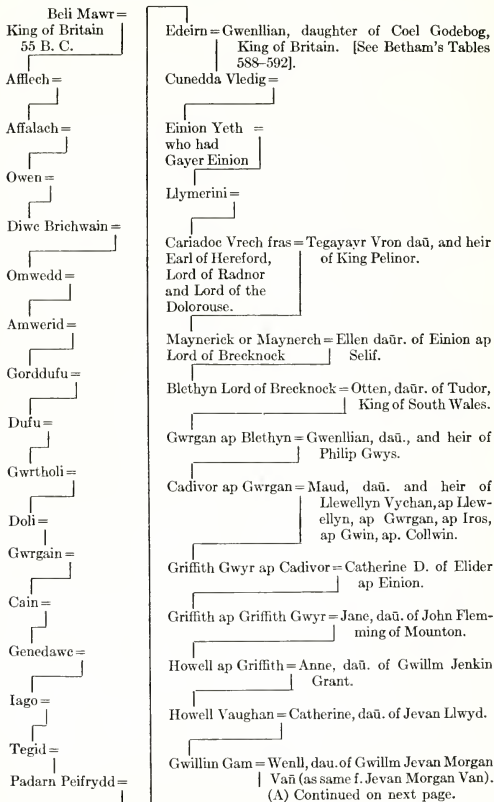 Beli Mawr =
King of Britain
55 B. C.
Afflech =
Affalach =
Owen =
Diwc Brichwain =
Omwedd =
Amwerid =
Gorddufu =
Dufu =
Gwrtholi =
Doli =
Gwrgain =
Cain =
Genedawc =
Iago =
Tegid =
Padarn Peifrydd =
Edeirn = Gwenllian, daughter of Coel Godebog,
King of Britain. [See Betham's Tables
588–592].
Cunedda Vledig =
Einion Yeth =
who had
Gayer Einion
Llymerini =
Cariadoc Vrech fras = Tegayayr Vron daū, and heir
Earl of Hereford, of King Pelinor.
Lord of Radnor
and Lord of the
Dolorouse.
Maynerick or Maynerch = Ellen daūr. of Einion ap
Lord of Brecknock Selif.
Blethyn Lord of Brecknock = Otten, daūr. of Tudor,
King of South Wales.
Gwrgan ap Blethyn = Gwenllian, daū., and heir of
Philip Gwys.
Cadivor ap Gwrgan = Maud, daū. and heir of
Llewellyn Vychan, ap Llew-
ellyn, ap Gwrgan, ap Iros,
ap Gwin, ap. Collwin.
Griffith Gwyr ap Cadivor = Catherine D. of Elider
ap Einion.
Griffith ap Griffith Gwyr = Jane, daū. of John Flem-
ming of Mounton.
Howell ap Griffith = Anne, daū. of Gwillm Jenkin
Grant.
Howell Vaughan = Catherine, daū. of Jevan Llwyd.
Gwillim Gam = Wenll, dau. of Gwillm Jevan Morgan
Van̄ (as same f. Jevan Morgan Van).
(A) Continued on next page.